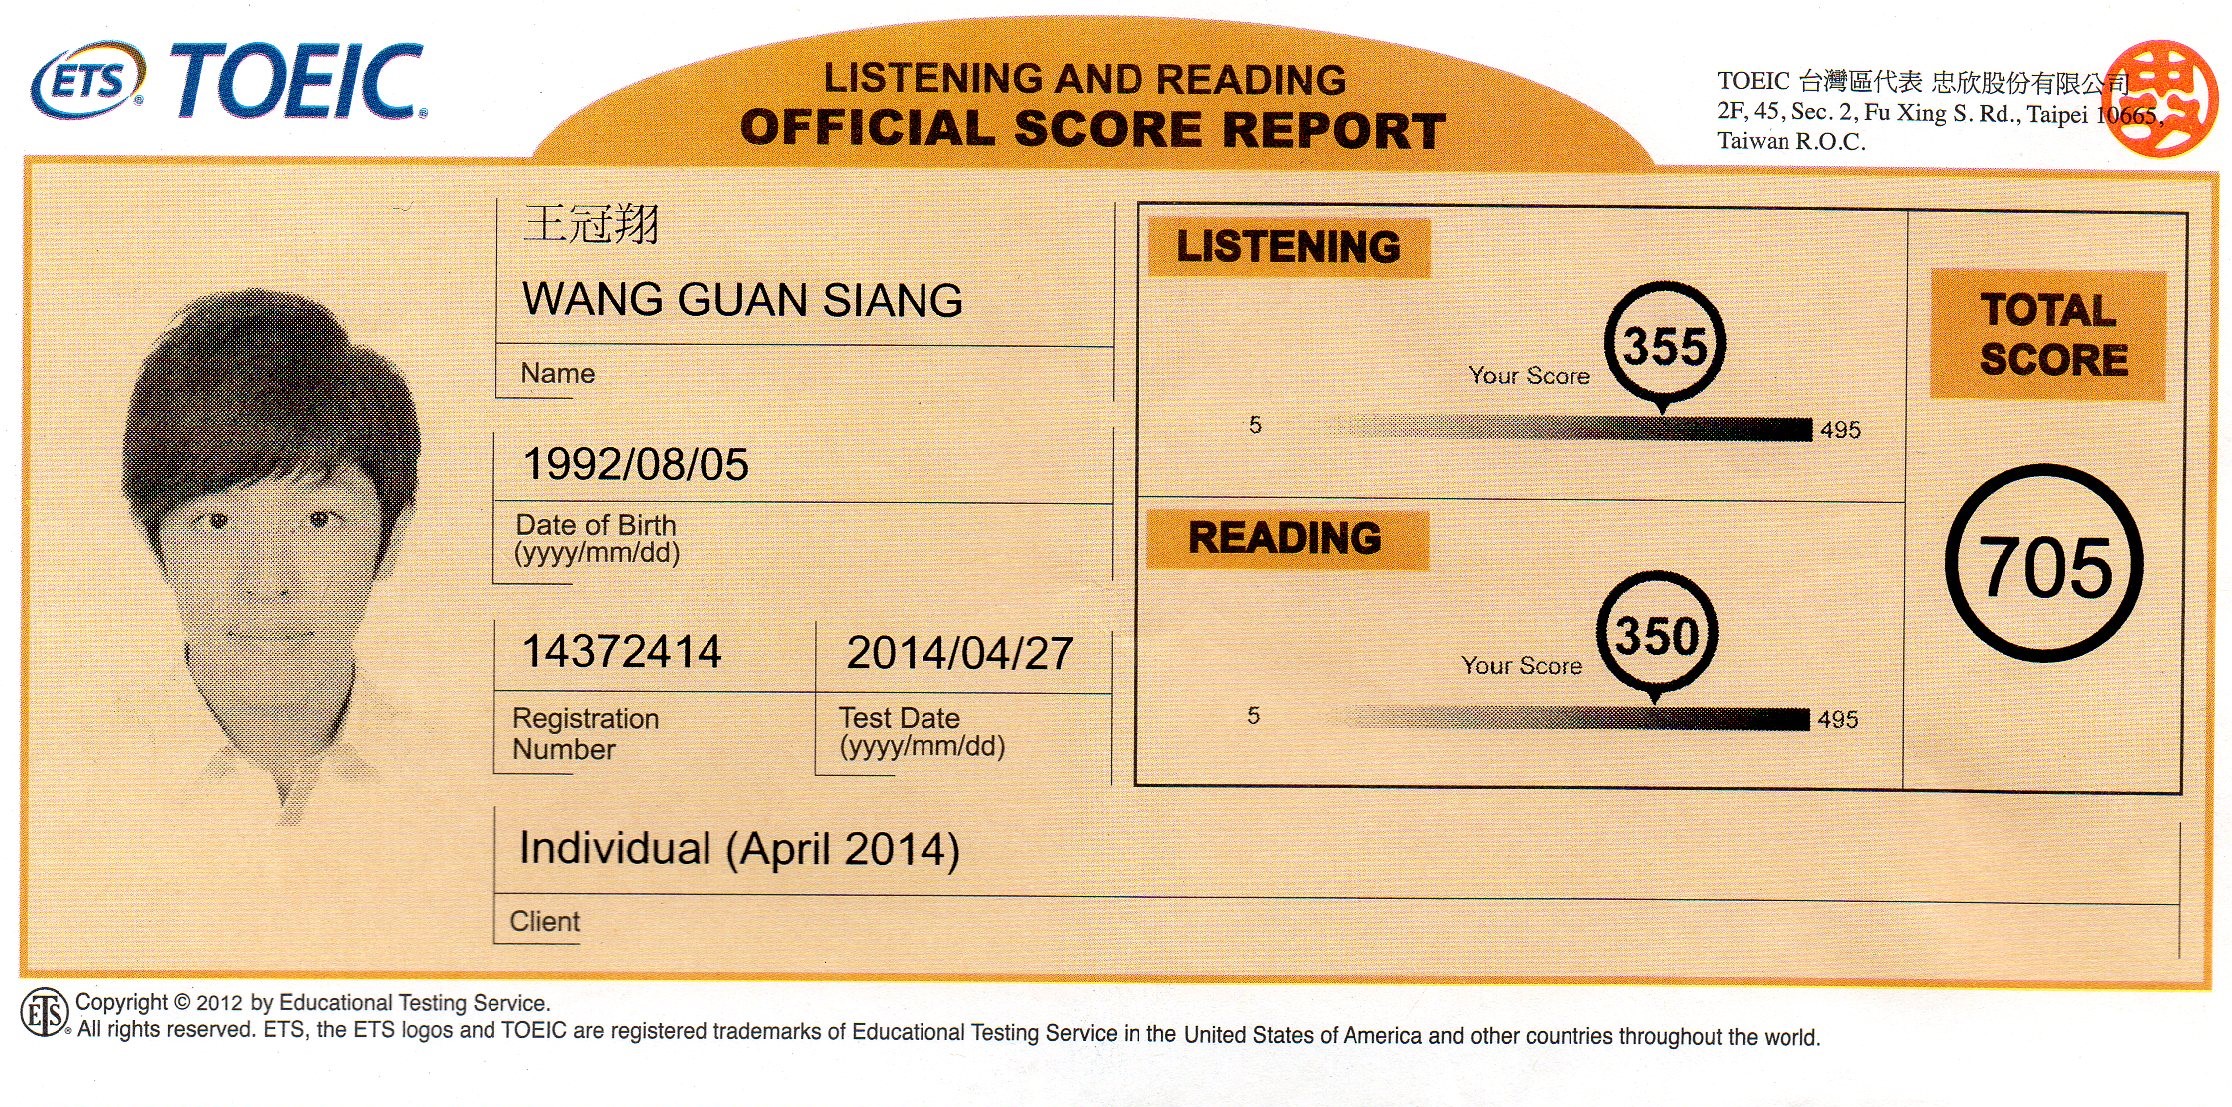 ETS TOEIC
LISTENING AND READING
OFFICIAL SCORE REPORT
TOEIC 台灣區代表 忠欣股份有限公司
2F, 45, Sec. 2, Fu Xing S. Rd., Taipei 10665,
Taiwan R.O.C.
王冠翔
WANG GUAN SIANG
Name
1992/08/05
Date of Birth
(yyyy/mm/dd)
14372414
Registration
Number
2014/04/27
Test Date
(yyyy/mm/dd)
Individual (April 2014)
Client
LISTENING
355
Your Score
5
495
READING
350
Your Score
5
495
TOTAL
SCORE
705
ETS
Copyright © 2012 by Educational Testing Service.
All rights reserved. ETS, the ETS logos and TOEIC are registered trademarks of Educational Testing Service in the United States of America and other countries throughout the world.